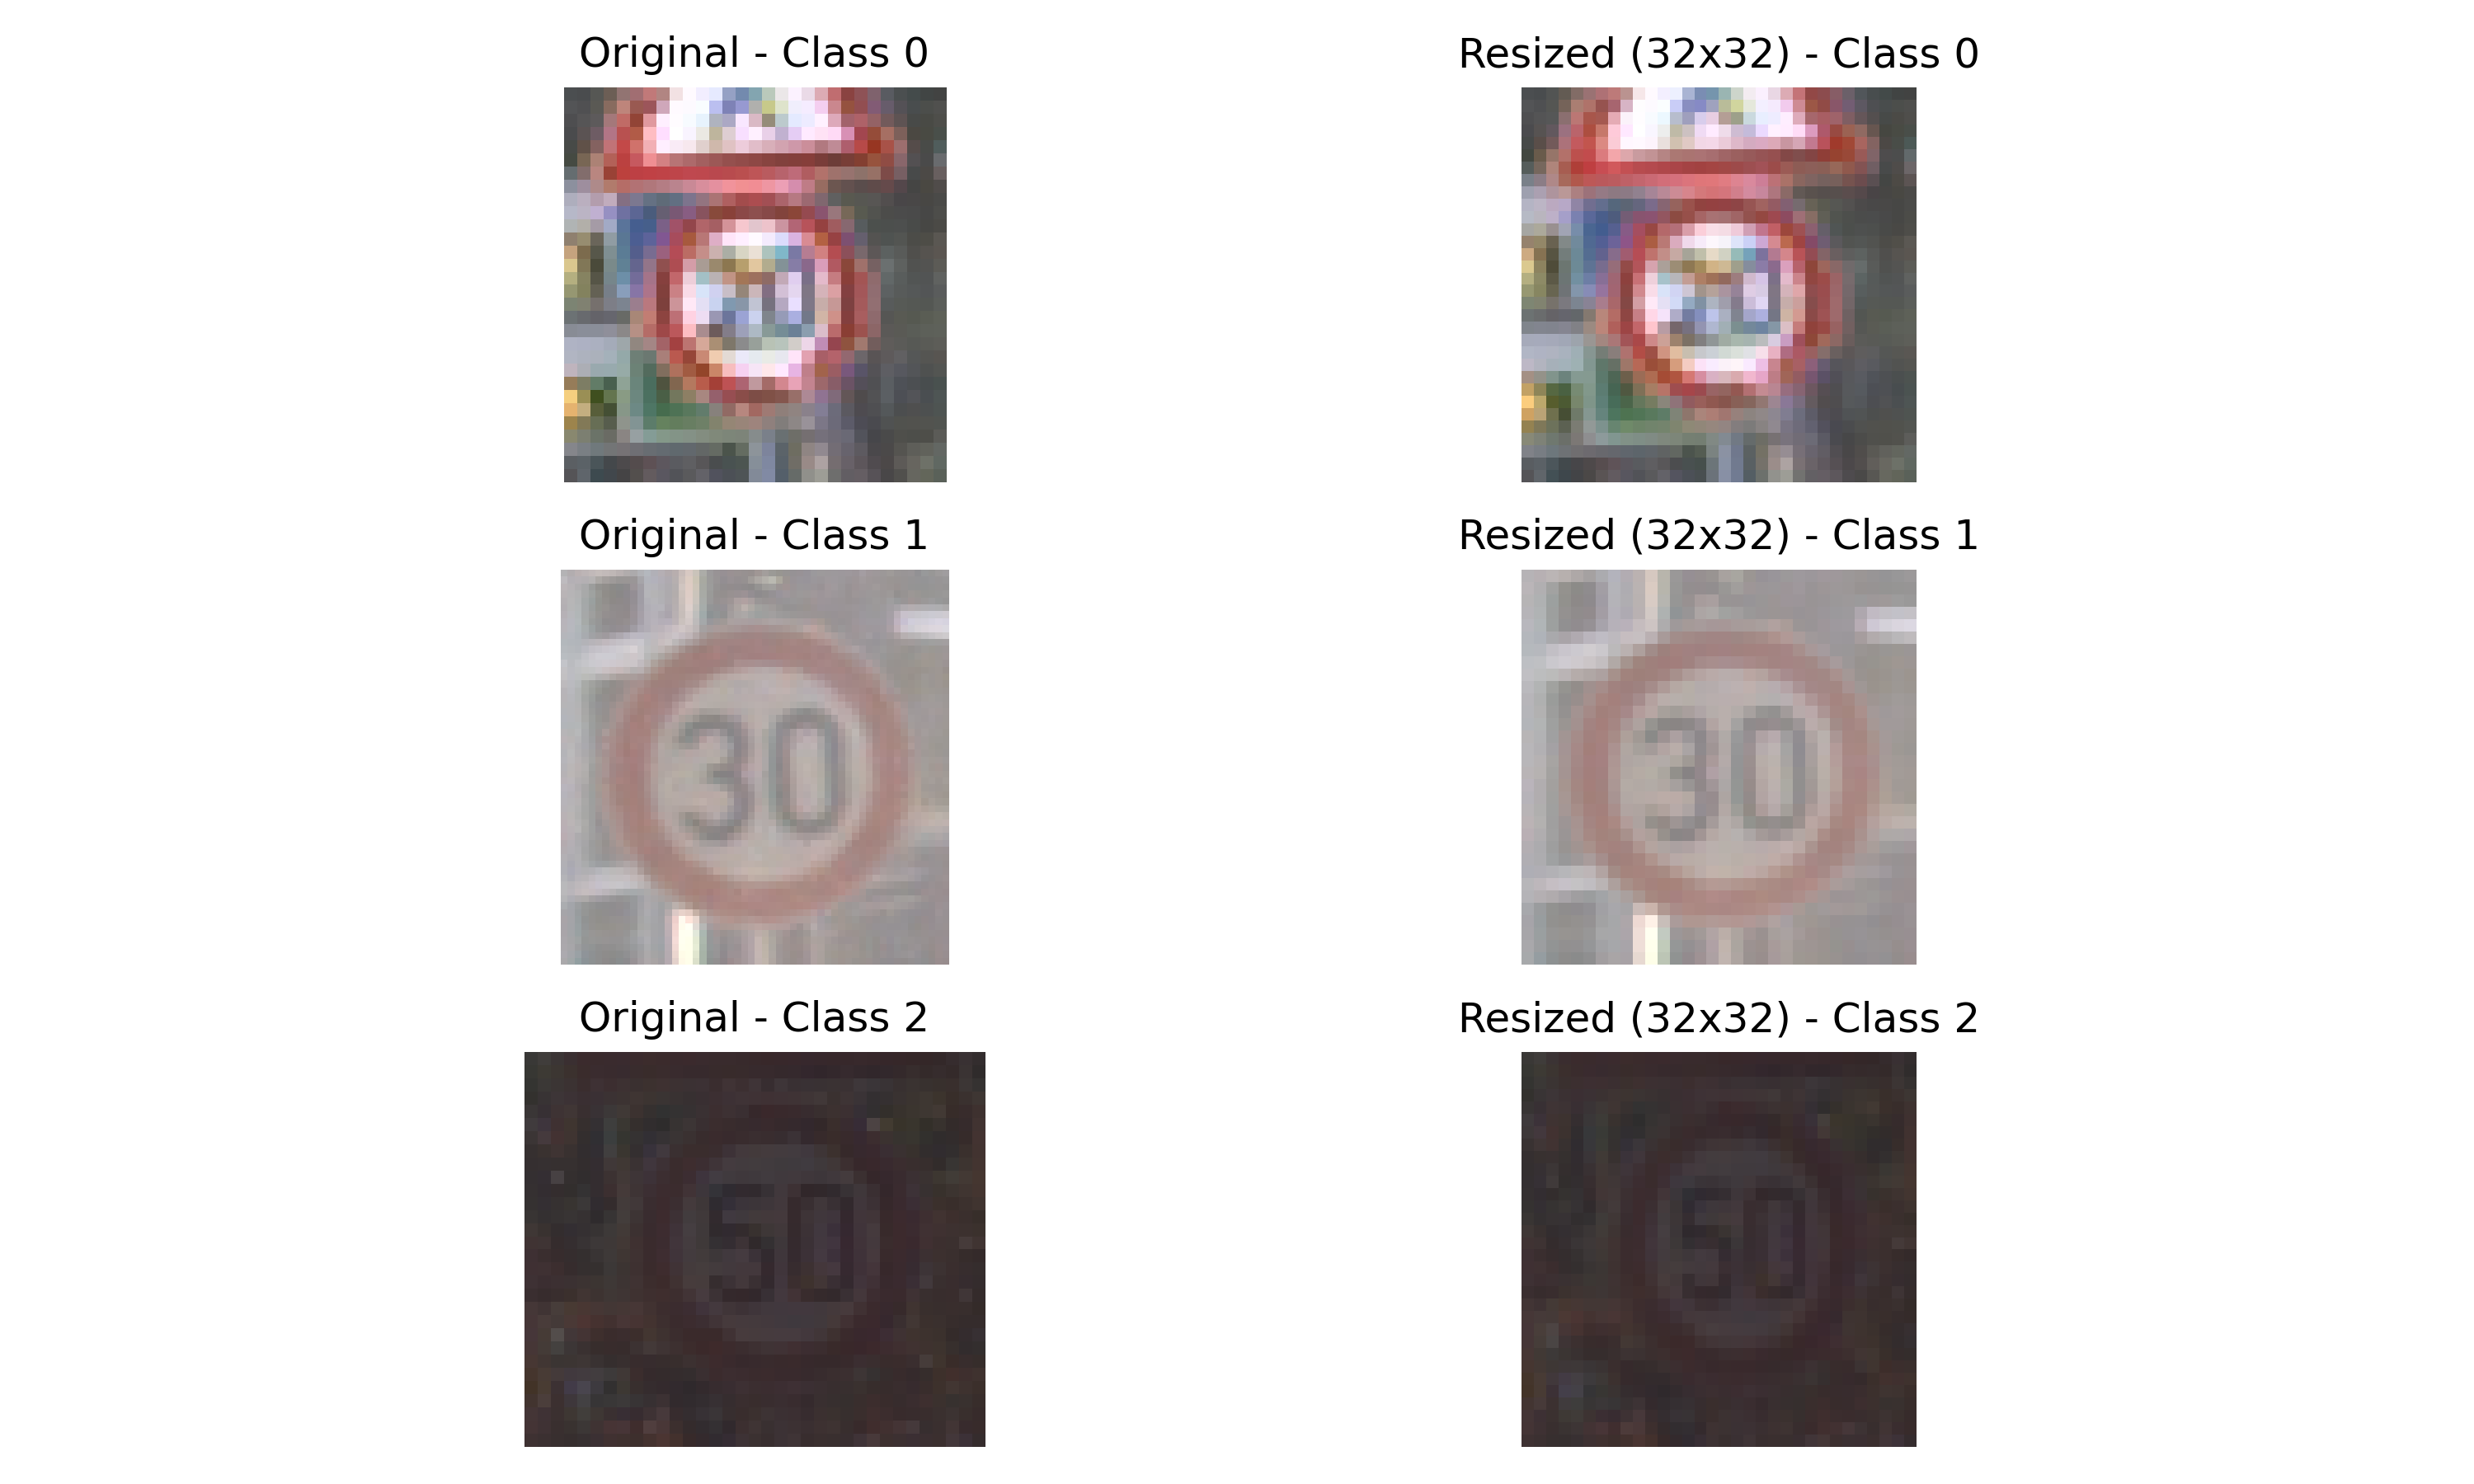 Original - Class 0
Resized (32x32) - Class 0
Original - Class 1
Resized (32x32) - Class 1
30
30
Original - Class 2
Resized (32x32) - Class 2
50
50